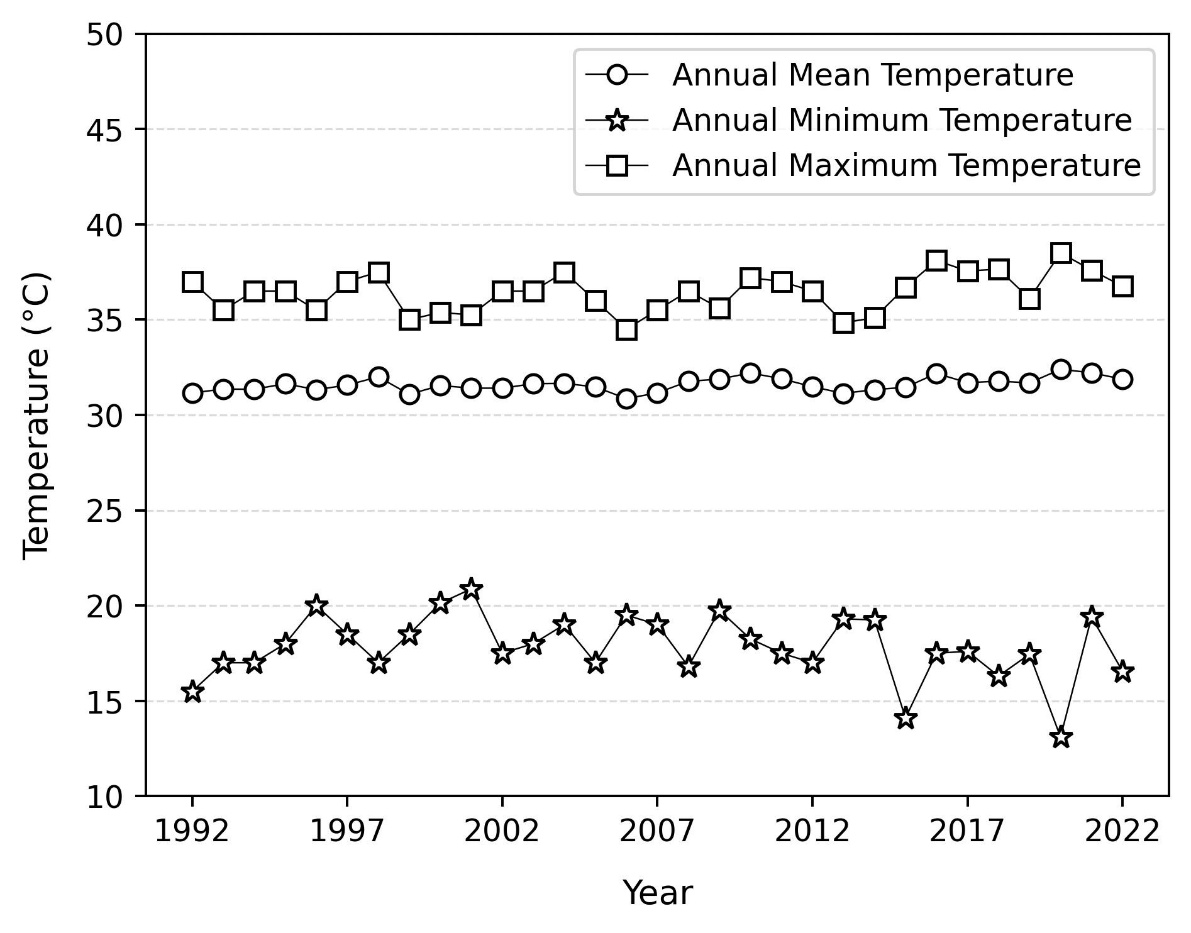 50
45
40
35
30
25
20
15
10
Temperature (°C)
Annual Mean Temperature
Annual Minimum Temperature
Annual Maximum Temperature
1992 1997 2002 2007 2012 2017 2022
Year